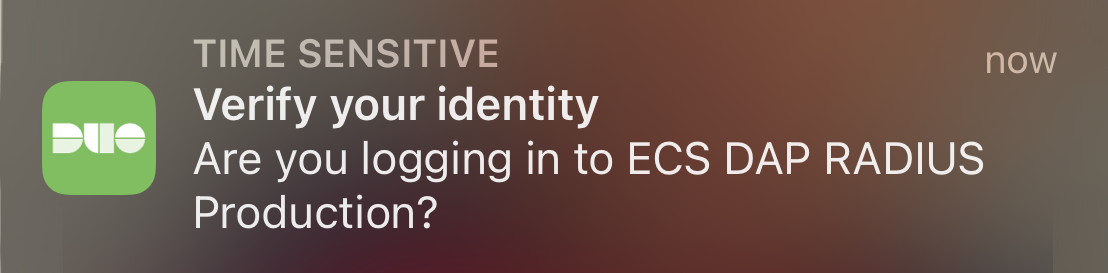 TIME SENSITIVE
now
Verify your identity
DUO
Are you logging in to ECS DAP RADIUS
Production?